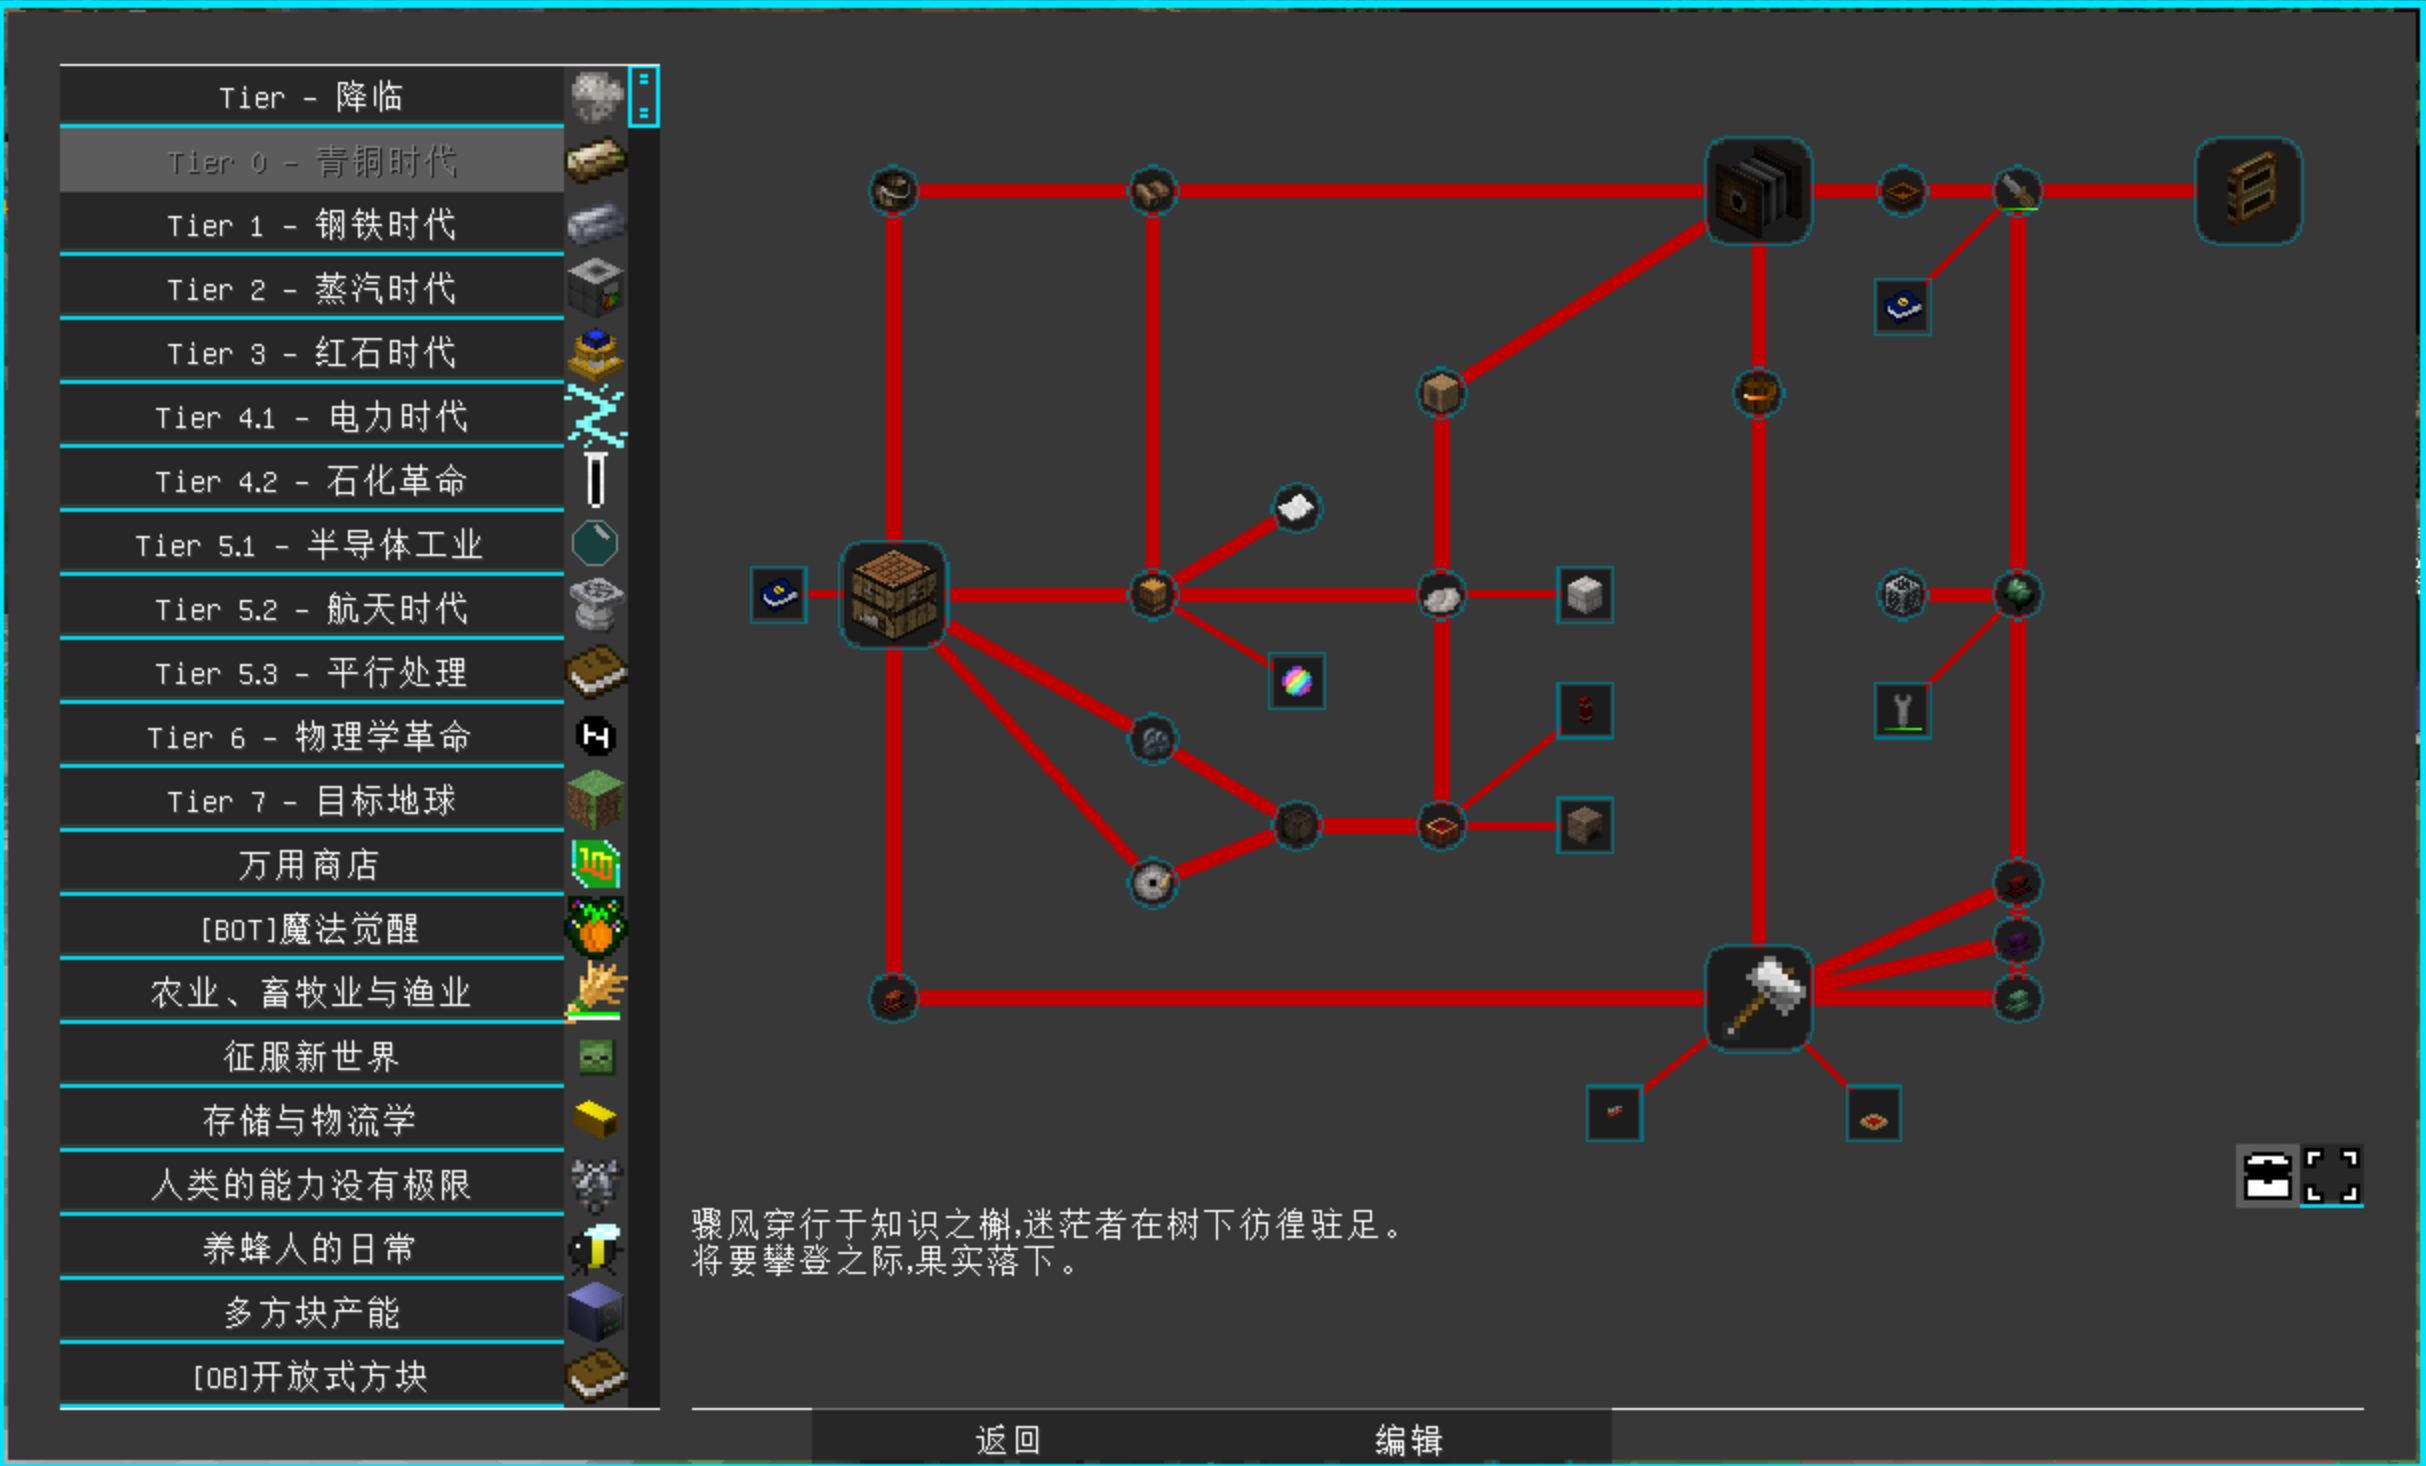 Tier - 降临
Tier 0 - 青铜时代
Tier 1 - 钢铁时代
Tier 2 - 蒸汽时代
Tier 3 - 红石时代
Tier 4.1 - 电力时代
Tier 4.2 - 石化革命
Tier 5.1 - 半导体工业
Tier 5.2 - 航天时代
Tier 5.3 - 平行处理
Tier 6 - 物理学革命
Tier 7 - 目标地球
万用商店
[BOT]魔法觉醒
农业、畜牧业与渔业
征服新世界
存储与物流学
人类的能力没有极限
养蜂人的日常
多方块产能
[OB]开放式方块
骤风穿行于知识之槲,迷茫者在树下彷徨驻足。
将要攀登之际,果实落下。
返回
编辑